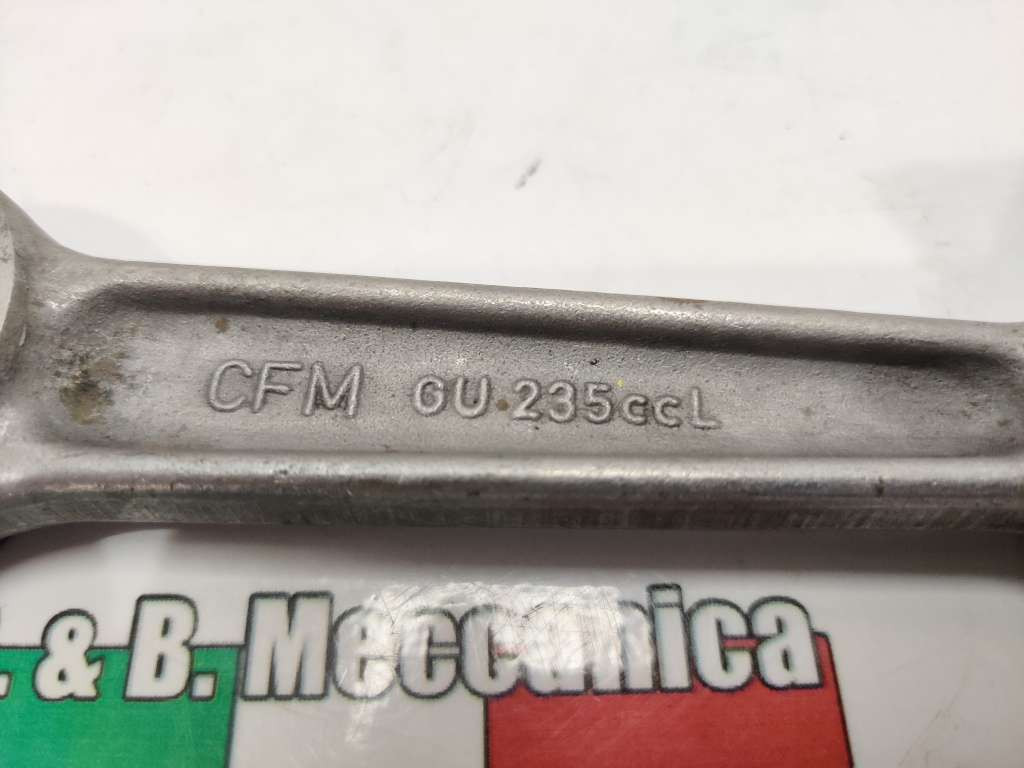 CFM GU 235ccL
. & B. Meccanica